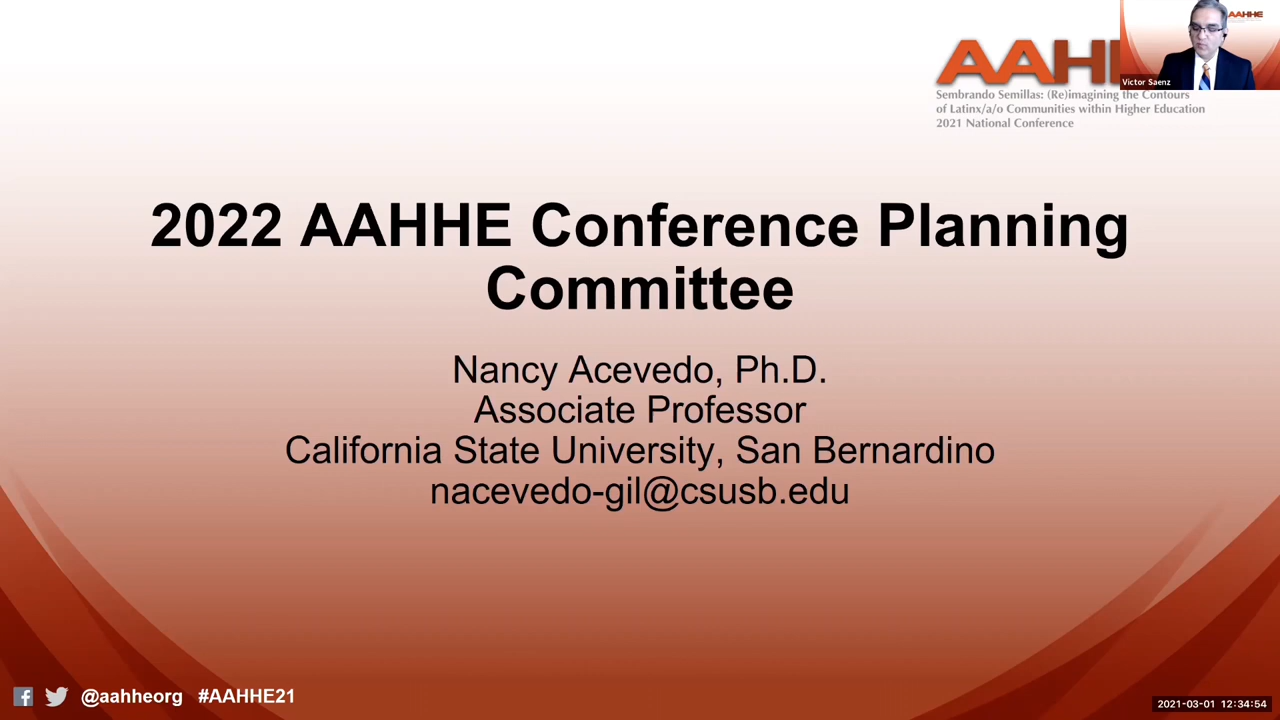 AAHHE
Victor Saenz
AAH
Sembrando Semillas: (Re)imagining the Contours
of Latinx/a/o Communities within Higher Education
2021 National Conference
2022 AAHHE Conference Planning
Committee
Nancy Acevedo, Ph.D.
Associate Professor
California State University, San Bernardino
nacevedo-gil@csusb.edu
@aahheorg #AAHHE21
2021-03-01 12:34:54